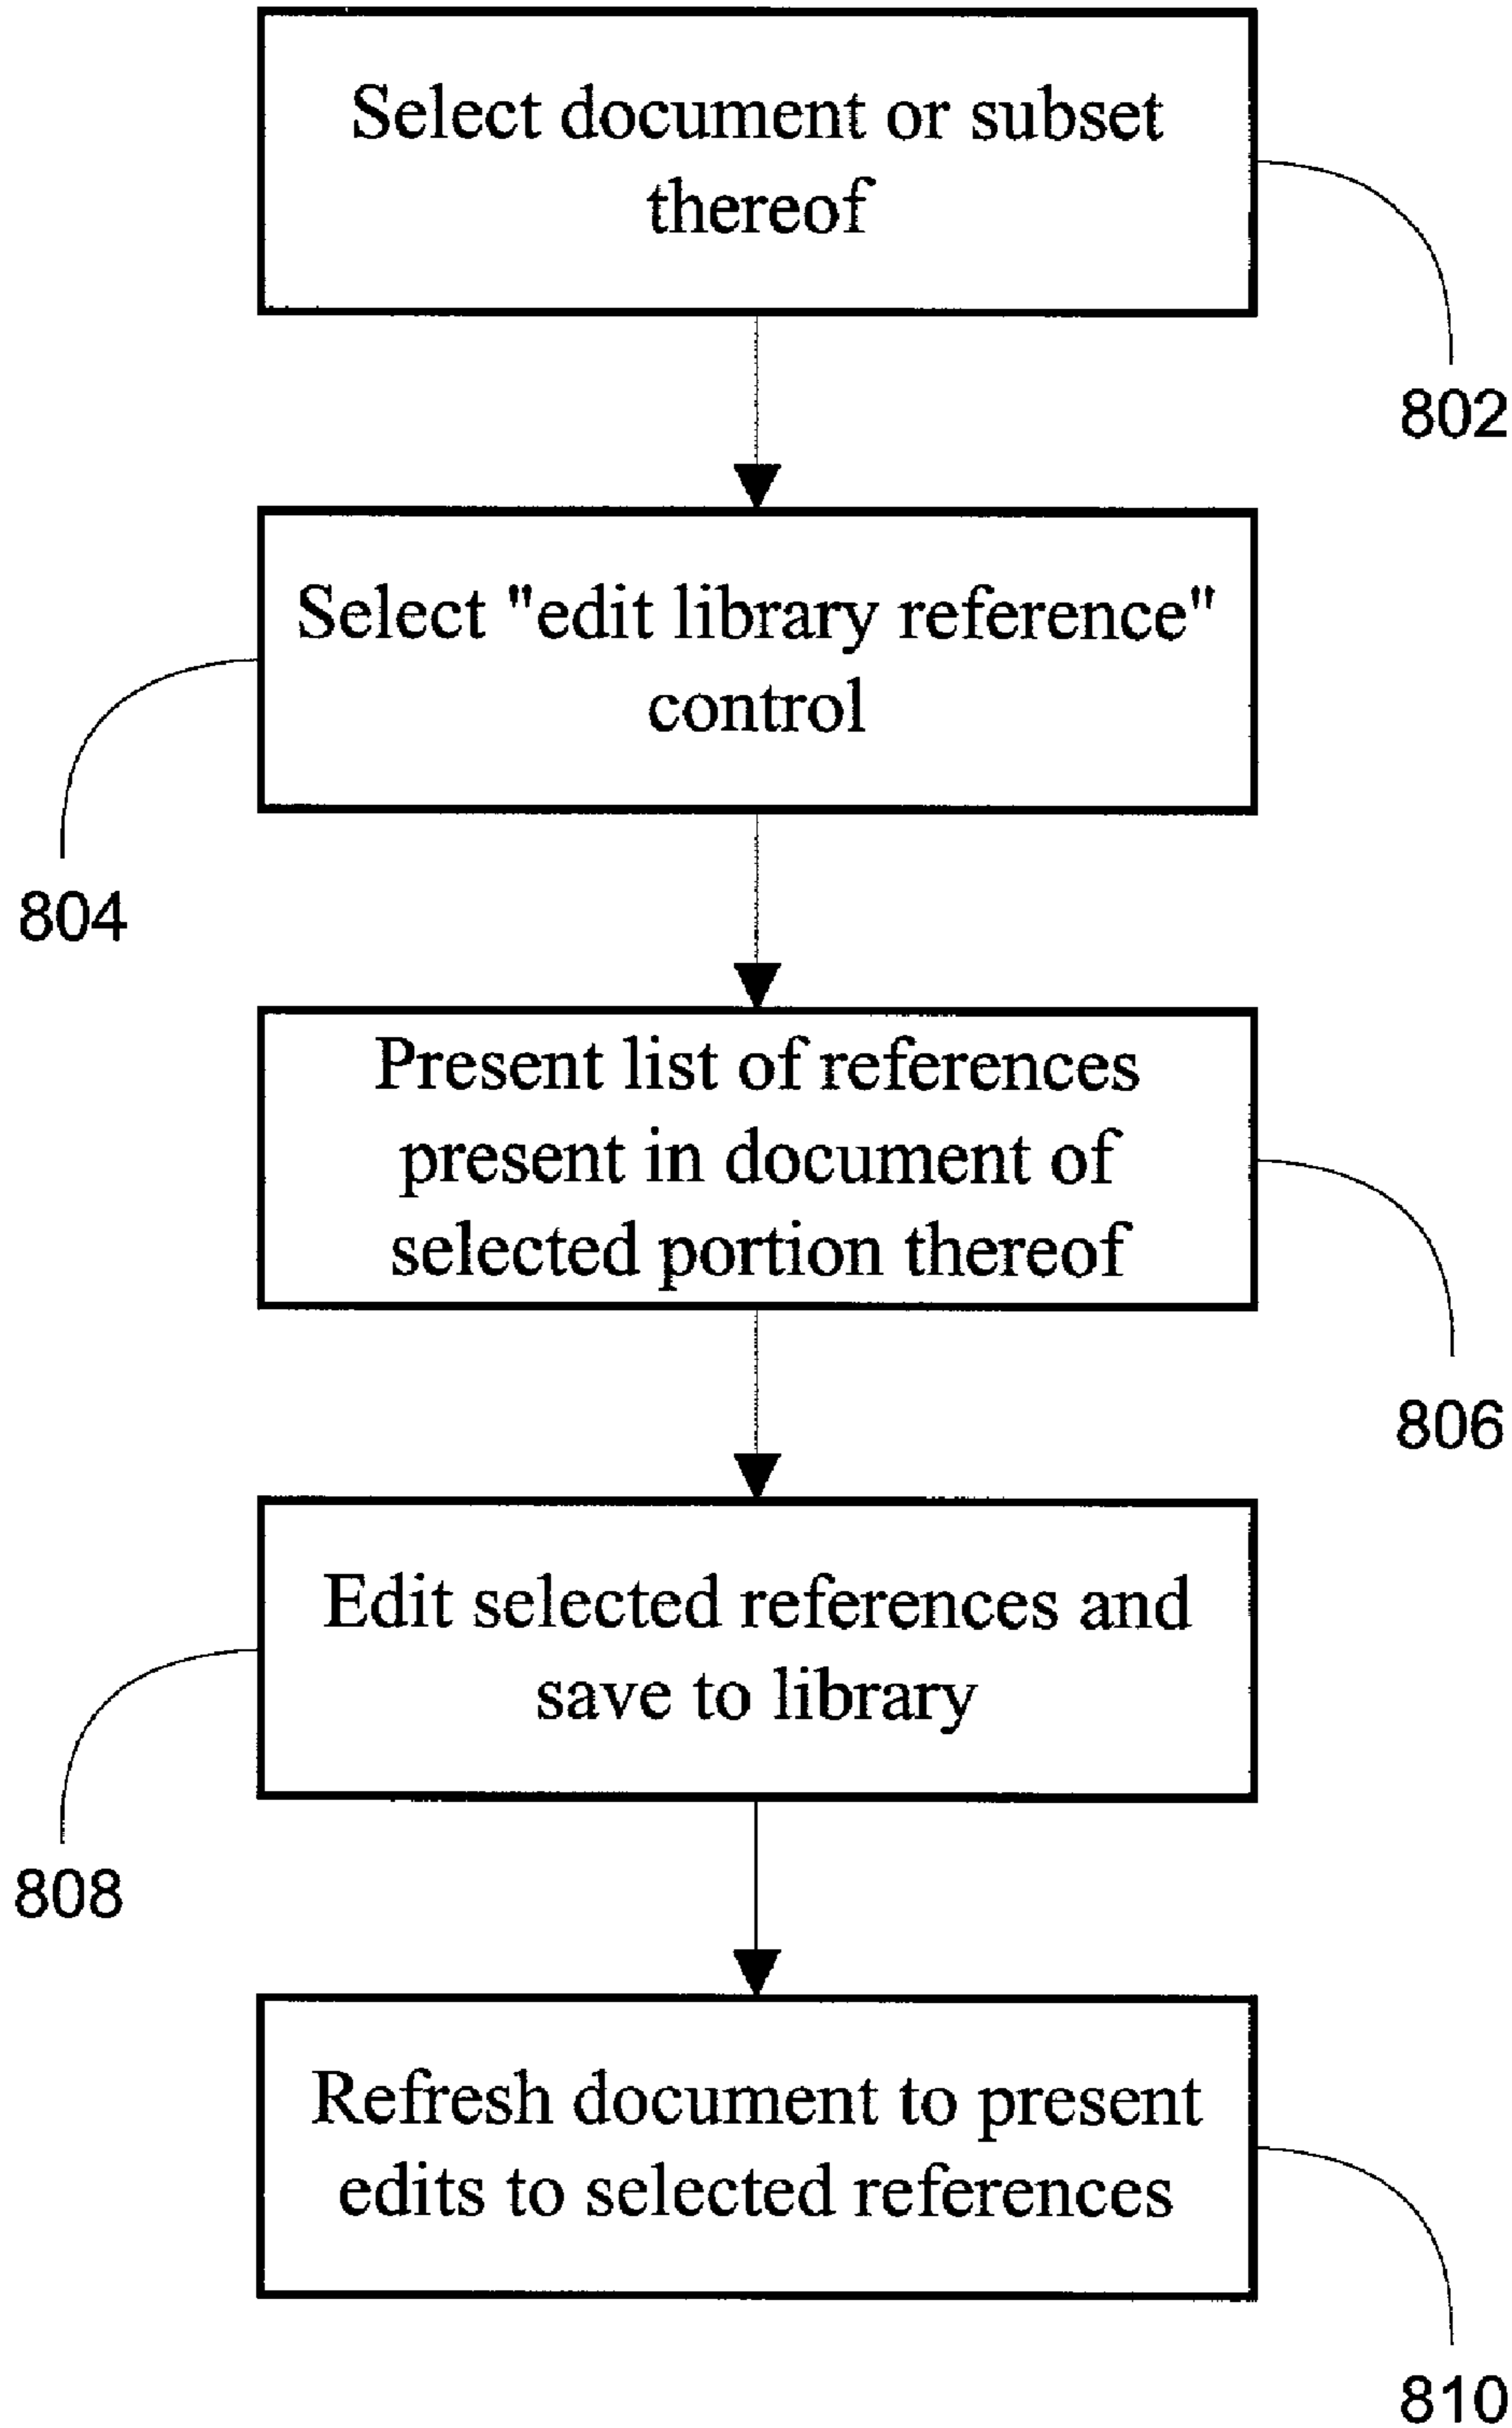 Select document or subset
thereof
802
Select "edit library reference"
control
804
Present list of references
present in document of
selected portion thereof
806
Edit selected references and
save to library
808
Refresh document to present
edits to selected references
810